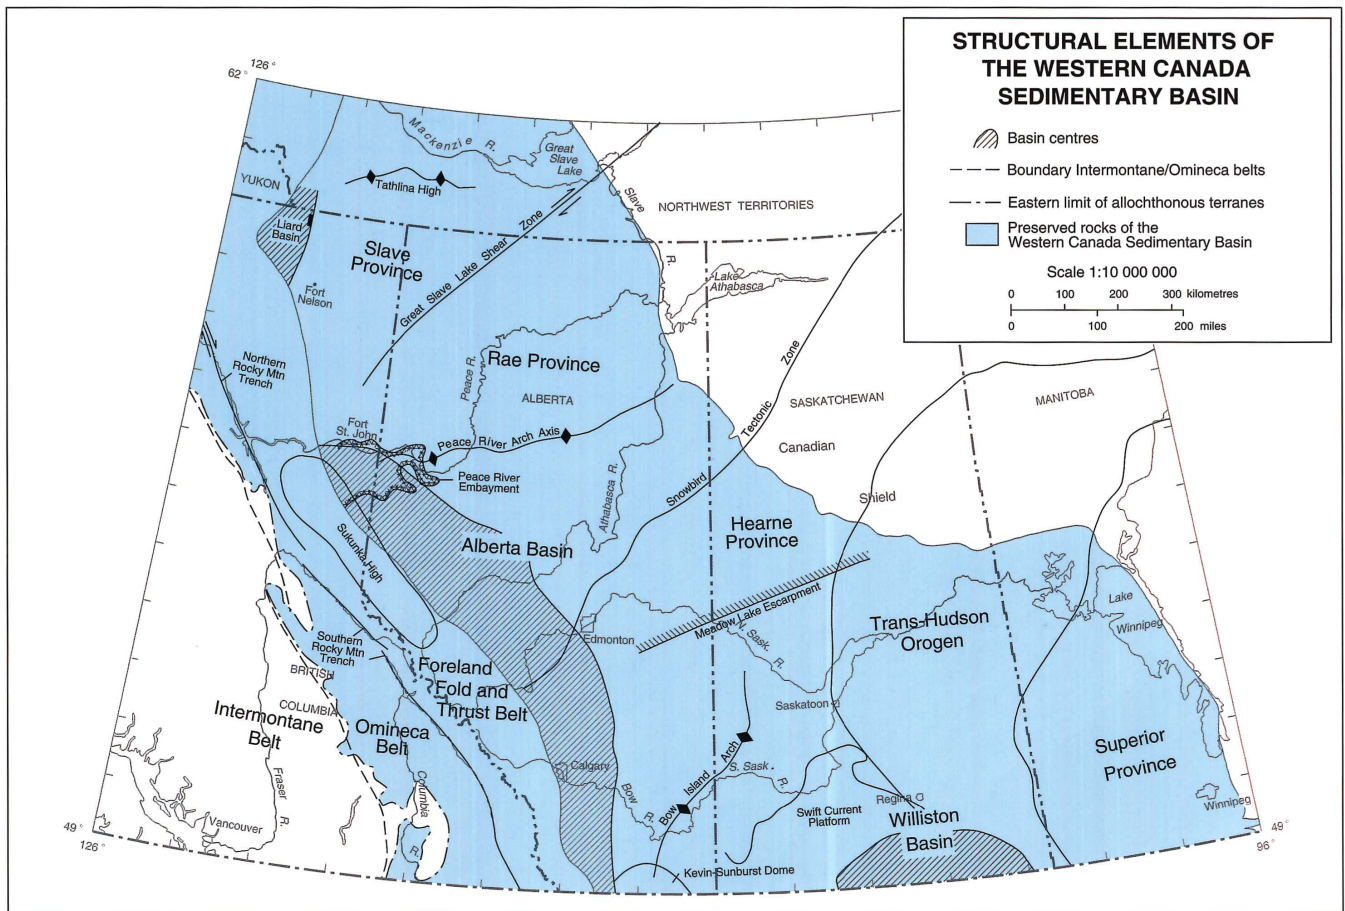 STRUCTURAL ELEMENTS OF
THE WESTERN CANADA
SEDIMENTARY BASIN
Basin centres
Boundary Intermontane/Omineca belts
Eastern limit of allochthonous terranes
Preserved rocks of the
Western Canada Sedimentary Basin
Scale 1:10 000 000
0 100 200 300 kilometres
0 100 200 miles
126°
62°
Mackenzie R.
Great
Slave
Lake
YUKON
Tathlina High
Slave
R.
NORTHWEST TERRITORIES
Liard
Basin
Slave
Province
Great Slave Lake Shear Zone
Fort
Nelson
Lake
Athabasca
Northern
Rocky Mtn
Trench
Peace R.
Rae Province
ALBERTA
Tectonic Zone
SASKATCHEWAN
MANITOBA
Fort
St. John
Peace River Arch Axis
Canadian
Peace River
Embayment
Athabasca R.
Snowbird
Shield
Hearne
Province
Sukunka High
Alberta Basin
Meadow Lake Escarpment
Lake
Winnipeg
Edmonton
N. Sask. R.
Trans-Hudson
Orogen
Southern
Rocky Mtn
Trench
BRITISH
COLUMBIA
Foreland
Fold and
Thrust Belt
Saskatoon
Intermontane
Belt
Omineca
Belt
Superior
Province
Calgary
Bow
R.
Bow Island Arch
S. Sask. R.
Fraser R.
Columbia
R.
Regina
Swift Current
Platform
Williston
Basin
Winnipeg
Vancouver
49°
126°
Kevin-Sunburst Dome
49°
96°